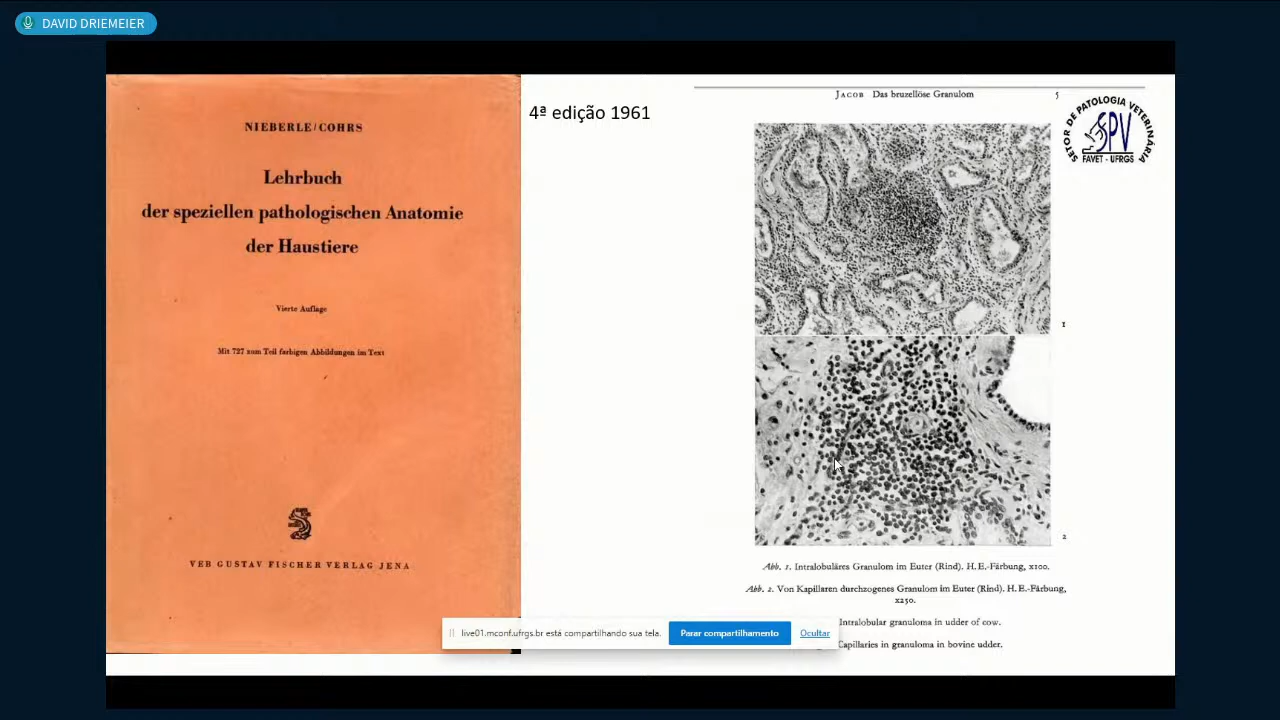 DAVID DRIEMEIER
NIEBERLE/COHRS
Lehrbuch
der speziellen pathologischen Anatomie
der Haustiere
Vierte Auflage
Mit 727 zum Teil farbigen Abbildungen im Text
VEB GUSTAV FISCHER VERLAG JENA
4ª edição 1961
JACOB Das bruzellöse Granulom 5
SETOR DE PATOLOGIA VETERINÁRIA
SPV
FAVET - UFRGS
1
2
Abb. 1. Intralobuläres Granulom im Euter (Rind). H.E.-Färbung, x100.
Abb. 2. Von Kapillaren durchzogenes Granulom im Euter (Rind). H.E.-Färbung,
x250.
Intralobular granuloma in udder of cow.
Capillaries in granuloma in bovine udder.
live01.mconf.ufrgs.br está compartilhando sua tela.
Parar compartilhamento
Ocultar